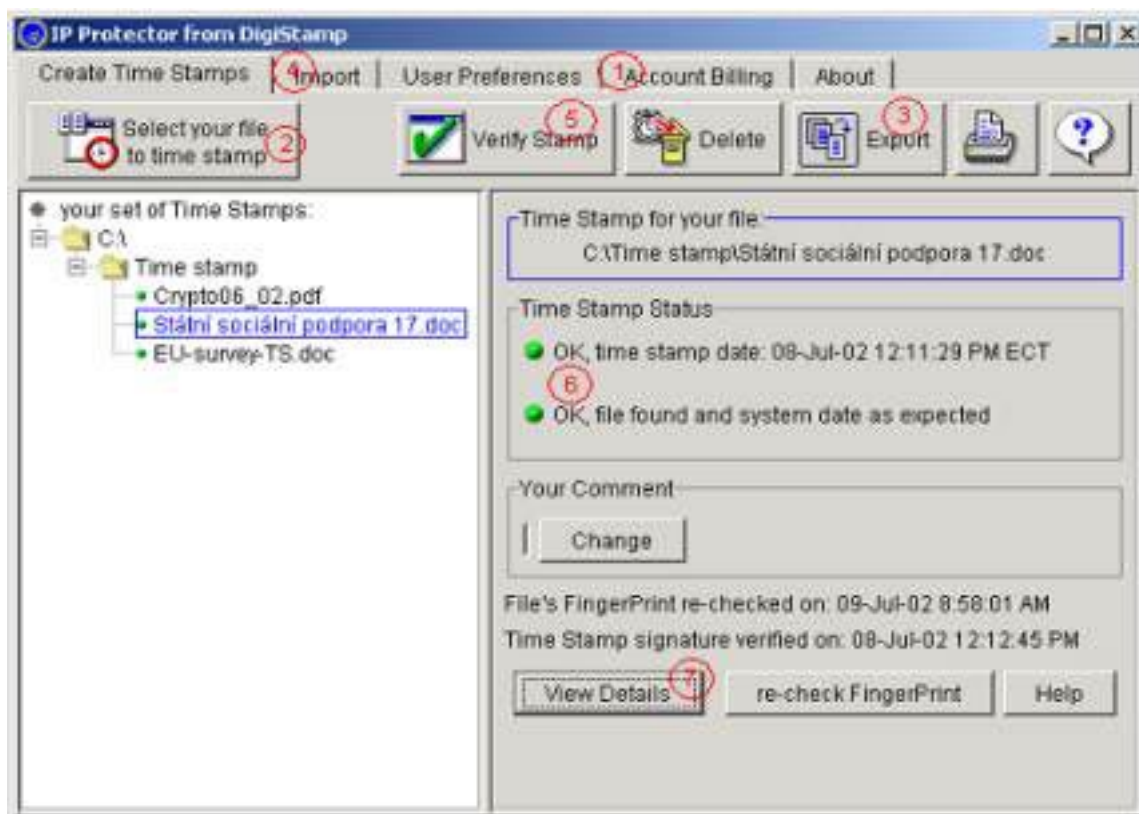 IP Protector from DigiStamp
Create Time Stamps 4 Import User Preferences 1 Account Billing About
Select your file
to time stamp 2
Verify Stamp 5
Delete
Export 3
your set of Time Stamps:
C:\
Time stamp
Crypto06_02.pdf
Státní sociální podpora 17.doc
EU-survey-TS.doc
Time Stamp for your file:
C:\Time stamp\Státní sociální podpora 17.doc
Time Stamp Status
OK, time stamp date: 08-Jul-02 12:11:29 PM ECT
6
OK, file found and system date as expected
Your Comment
Change
File's FingerPrint re-checked on: 09-Jul-02 8:58:01 AM
Time Stamp signature verified on: 08-Jul-02 12:12:45 PM
View Details 7 re-check FingerPrint Help